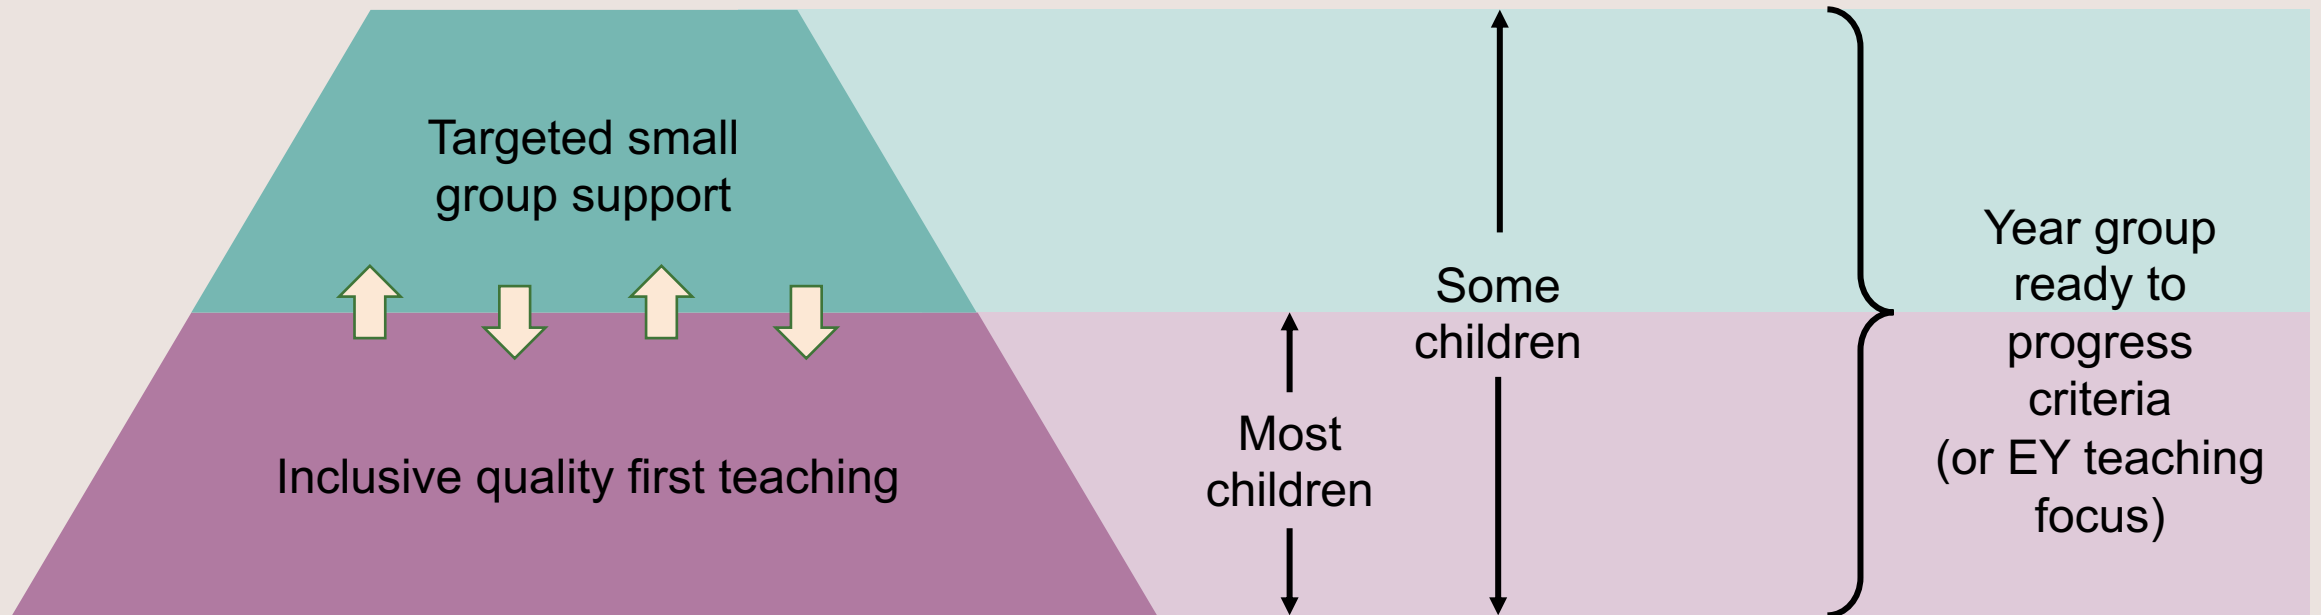 Targeted small
group support
Inclusive quality first teaching
Most
children
Some
children
Year group
ready to
progress
criteria
(or EY teaching
focus)